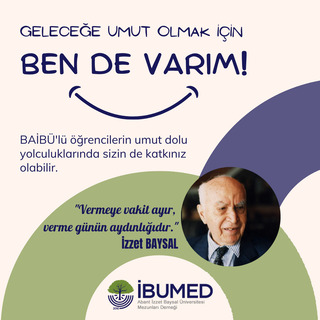 GELECEĞE UMUT OLMAK İÇİN
BEN DE VARIM!
BAİBÜ'lü öğrencilerin umut dolu
yolculuklarında sizin de katkınız
olabilir.
"Vermeye vakit ayır,
verme günün aydınlığıdır."
İzzet BAYSAL
İBUMED
Abant İzzet Baysal Üniversitesi
Mezunları Derneği